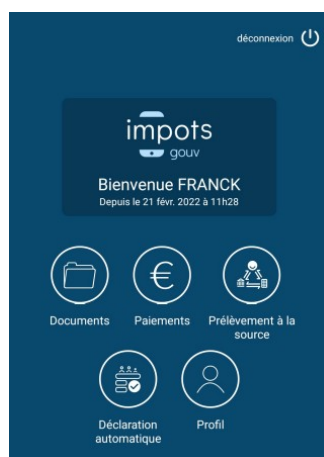 déconnexion
impots
gouv
Bienvenue FRANCK
Depuis le 21 févr. 2022 à 11h28
€
Documents
Paiements
Prélèvement à la
source
Déclaration
automatique
Profil